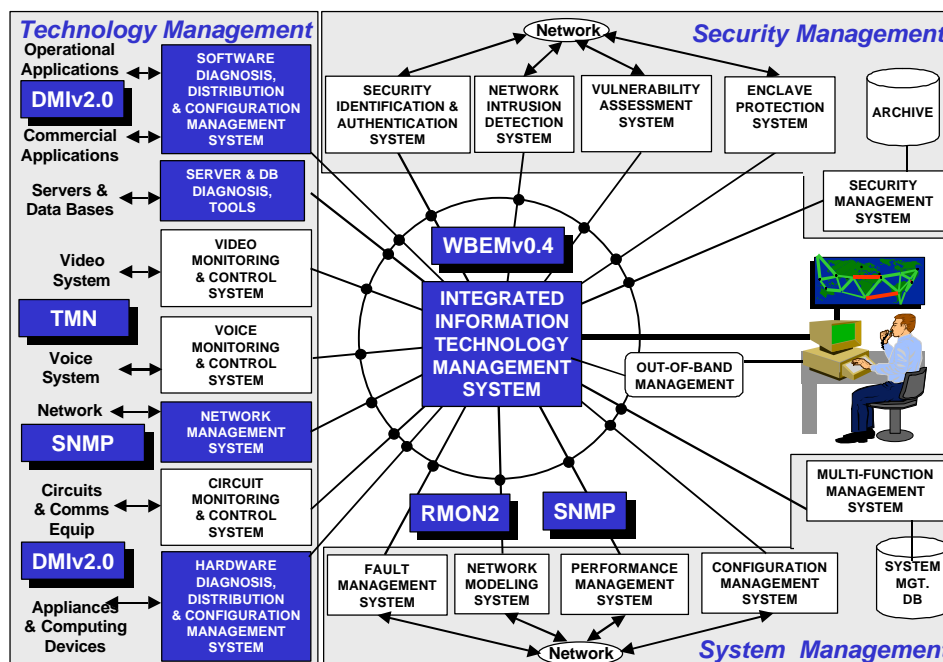 Technology Management
Operational
Applications
DMIv2.0
Commercial
Applications
SOFTWARE
DIAGNOSIS,
DISTRIBUTION
& CONFIGURATION
MANAGEMENT
SYSTEM
Servers &
Data Bases
SERVER & DB
DIAGNOSIS,
TOOLS
Video
System
VIDEO
MONITORING
& CONTROL
SYSTEM
TMN
Voice
System
VOICE
MONITORING
& CONTROL
SYSTEM
Network
SNMP
NETWORK
MANAGEMENT
SYSTEM
Circuits
& Comms
Equip
CIRCUIT
MONITORING
& CONTROL
SYSTEM
DMIv2.0
Appliances
& Computing
Devices
HARDWARE
DIAGNOSIS,
DISTRIBUTION
& CONFIGURATION
MANAGEMENT
SYSTEM
Network
Security Management
SECURITY
IDENTIFICATION &
AUTHENTICATION
SYSTEM
NETWORK
INTRUSION
DETECTION
SYSTEM
VULNERABILITY
ASSESSMENT
SYSTEM
ENCLAVE
PROTECTION
SYSTEM
ARCHIVE
SECURITY
MANAGEMENT
SYSTEM
WBEMv0.4
INTEGRATED
INFORMATION
TECHNOLOGY
MANAGEMENT
SYSTEM
OUT-OF-BAND
MANAGEMENT
RMON2
SNMP
MULTI-FUNCTION
MANAGEMENT
SYSTEM
FAULT
MANAGEMENT
SYSTEM
NETWORK
MODELING
SYSTEM
PERFORMANCE
MANAGEMENT
SYSTEM
CONFIGURATION
MANAGEMENT
SYSTEM
SYSTEM
MGT.
DB
Network
System Management